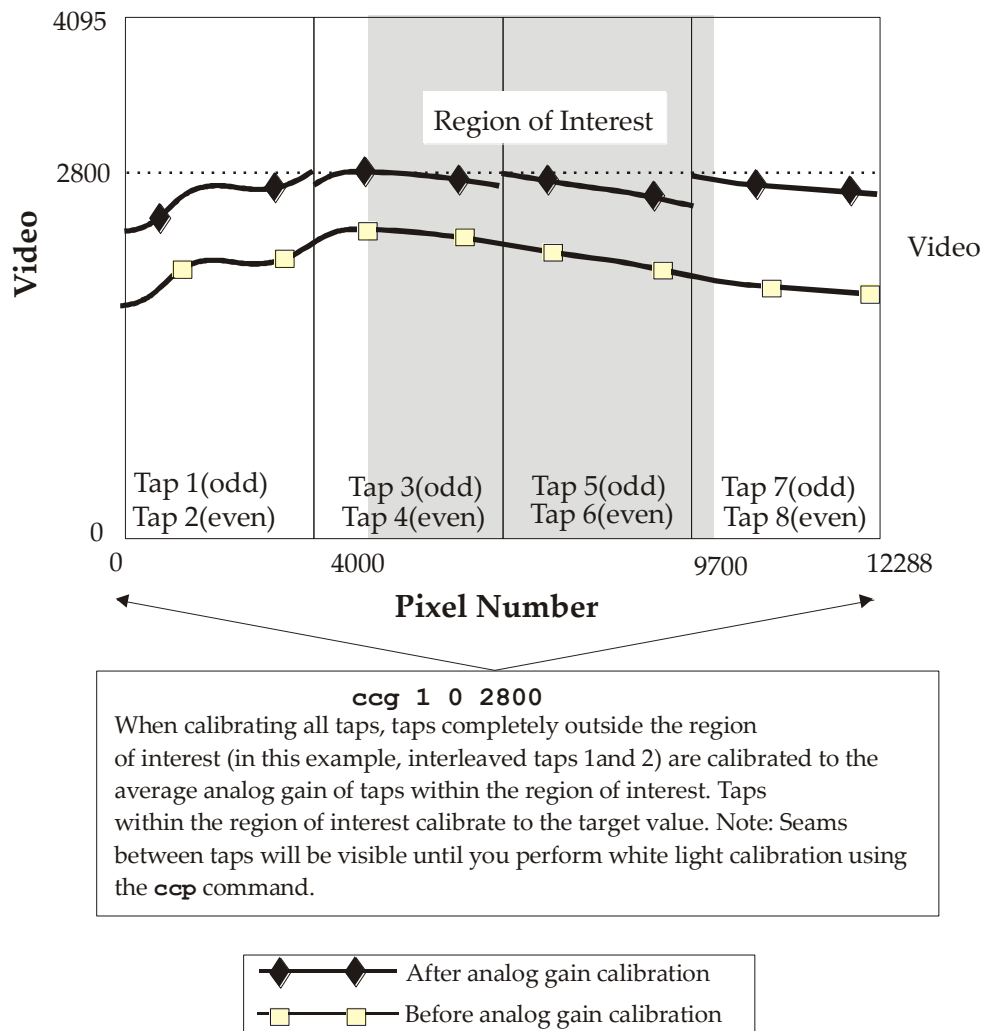 4095
Region of Interest
2800
Video
Video
Tap 1(odd)
Tap 2(even)
Tap 3(odd)
Tap 4(even)
Tap 5(odd)
Tap 6(even)
Tap 7(odd)
Tap 8(even)
0
0
4000
9700
12288
Pixel Number
ccg 1 0 2800
When calibrating all taps, taps completely outside the region
of interest (in this example, interleaved taps 1and 2) are calibrated to the
average analog gain of taps within the region of interest. Taps
within the region of interest calibrate to the target value. Note: Seams
between taps will be visible until you perform white light calibration using
the ccp command.
After analog gain calibration
Before analog gain calibration